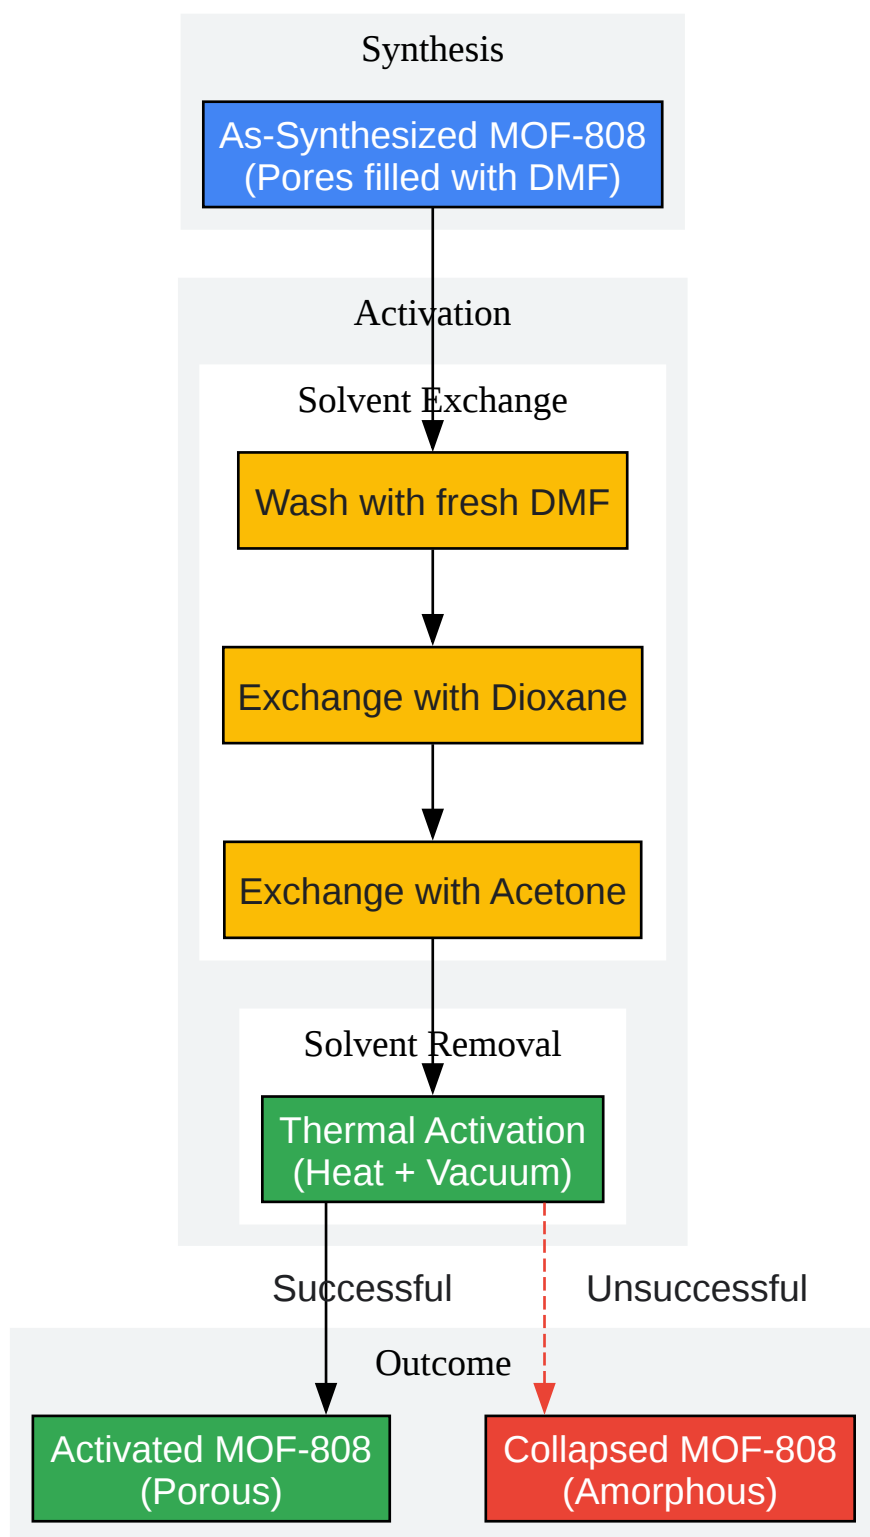 Synthesis
As-Synthesized MOF-808
(Pores filled with DMF)
Activation
Solvent Exchange
Wash with fresh DMF
Exchange with Dioxane
Exchange with Acetone
Solvent Removal
Thermal Activation
(Heat + Vacuum)
Successful
Unsuccessful
Outcome
Activated MOF-808
(Porous)
Collapsed MOF-808
(Amorphous)